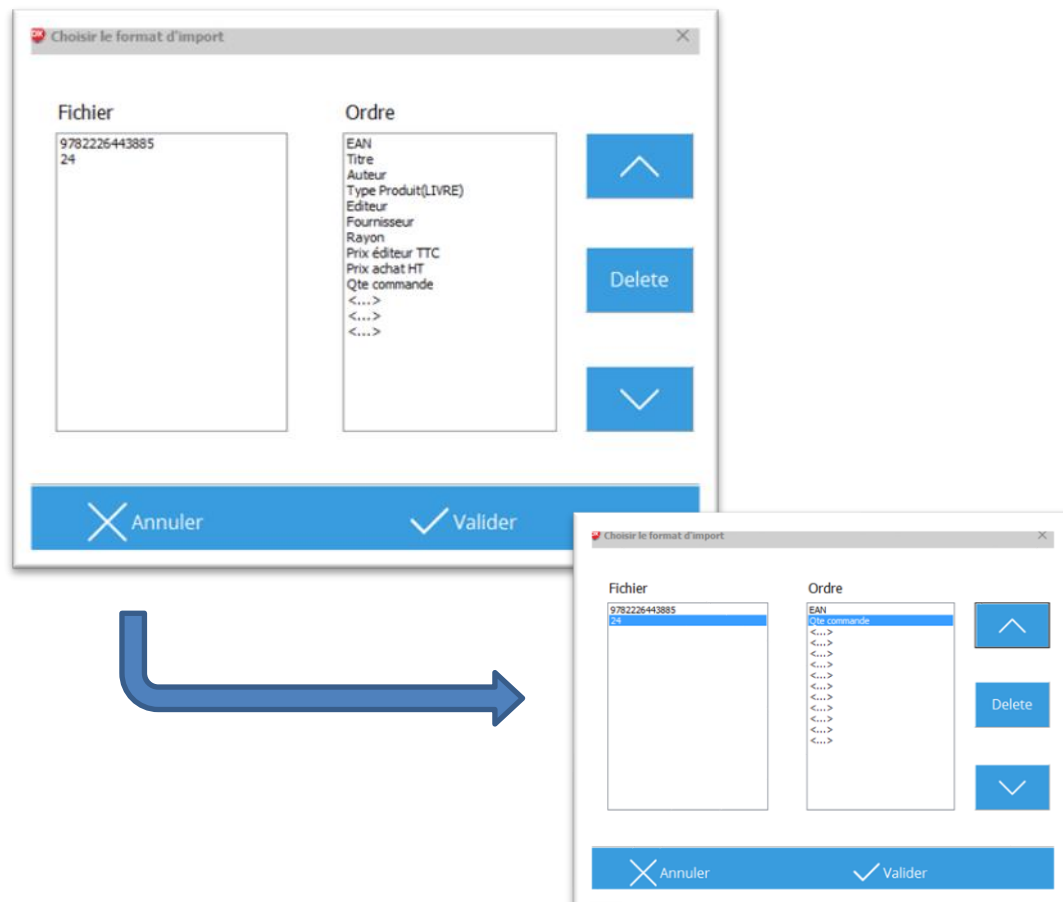 Choisir le format d'import
Fichier
9782226443885
24
Ordre
EAN
Titre
Auteur
Type Produit(LIVRE)
Editeur
Fournisseur
Rayon
Prix éditeur TTC
Prix achat HT
Qte commande
<...>
<...>
<...>
Delete
Annuler
Valider
Choisir le format d'import
Fichier
9782226443885
24
Ordre
EAN
Qte commande
<...>
<...>
<...>
<...>
<...>
<...>
<...>
<...>
<...>
<...>
<...>
Delete
Annuler
Valider